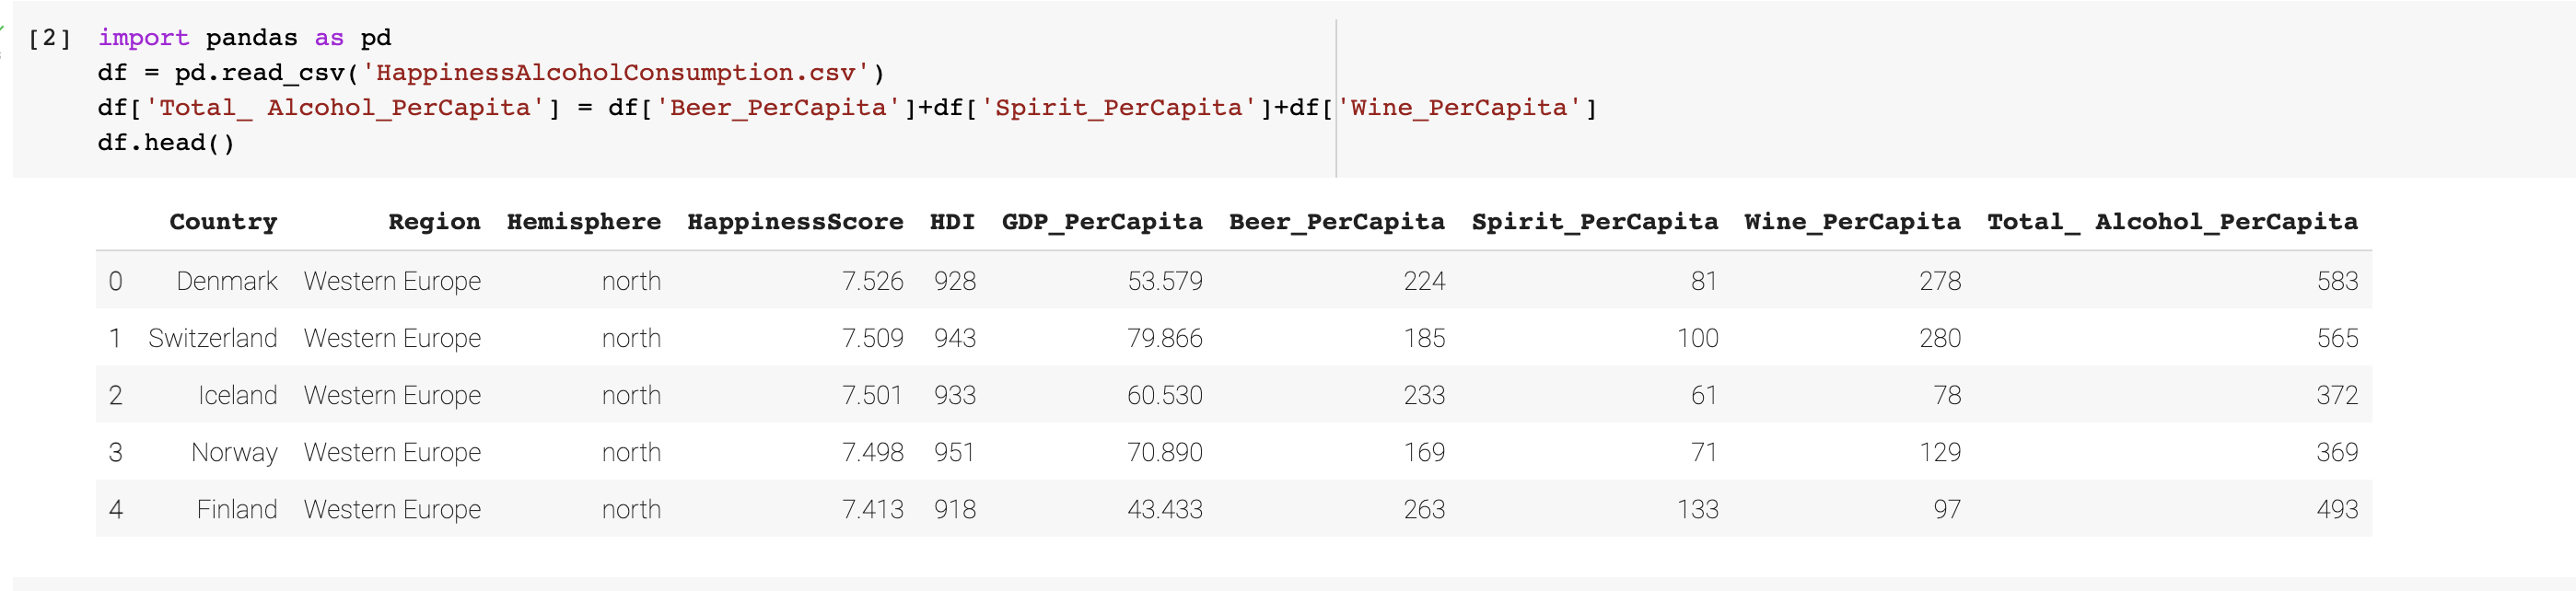 [2] import pandas as pd
df = pd.read_csv('HappinessAlcoholConsumption.csv')
df['Total_ Alcohol_PerCapita'] = df['Beer_PerCapita']+df['Spirit_PerCapita']+df['Wine_PerCapita']
df.head()
Country Region Hemisphere HappinessScore HDI GDP_PerCapita Beer_PerCapita Spirit_PerCapita Wine_PerCapita Total_ Alcohol_PerCapita
0 Denmark Western Europe north 7.526 928 53.579 224 81 278 583
1 Switzerland Western Europe north 7.509 943 79.866 185 100 280 565
2 Iceland Western Europe north 7.501 933 60.530 233 61 78 372
3 Norway Western Europe north 7.498 951 70.890 169 71 129 369
4 Finland Western Europe north 7.413 918 43.433 263 133 97 493